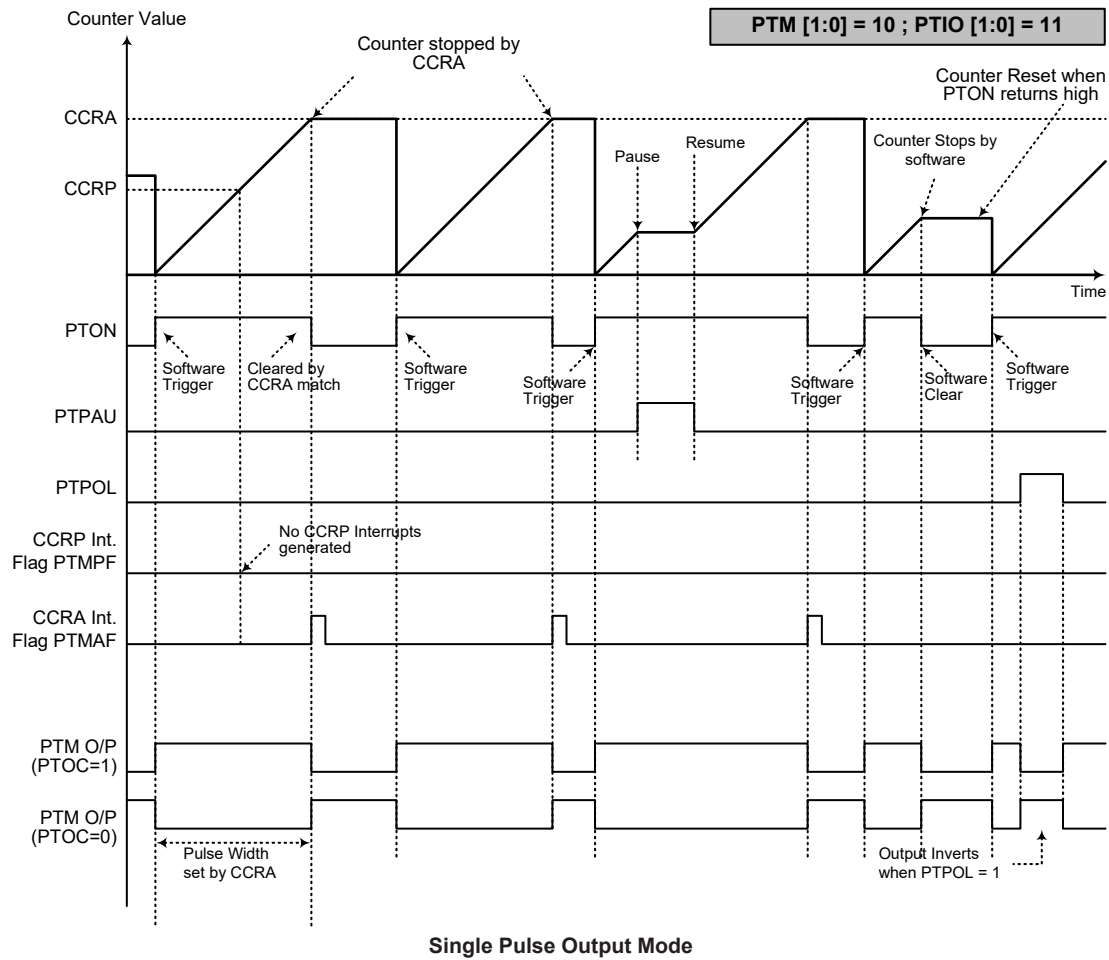 Counter Value
PTM [1:0] = 10 ; PTIO [1:0] = 11
Counter stopped by
CCRA
Counter Reset when
PTON returns high
CCRA
Pause
Resume
Counter Stops by
software
CCRP
Time
PTON
Software
Trigger
Cleared by
CCRA match
Software
Trigger
Software
Trigger
Software
Trigger
Software
Clear
Software
Trigger
PTPAU
PTPOL
CCRP Int.
Flag PTMPF
No CCRP Interrupts
generated
CCRA Int.
Flag PTMAF
PTM O/P
(PTOC=1)
PTM O/P
(PTOC=0)
Pulse Width
set by CCRA
Output Inverts
when PTPOL = 1
Single Pulse Output Mode